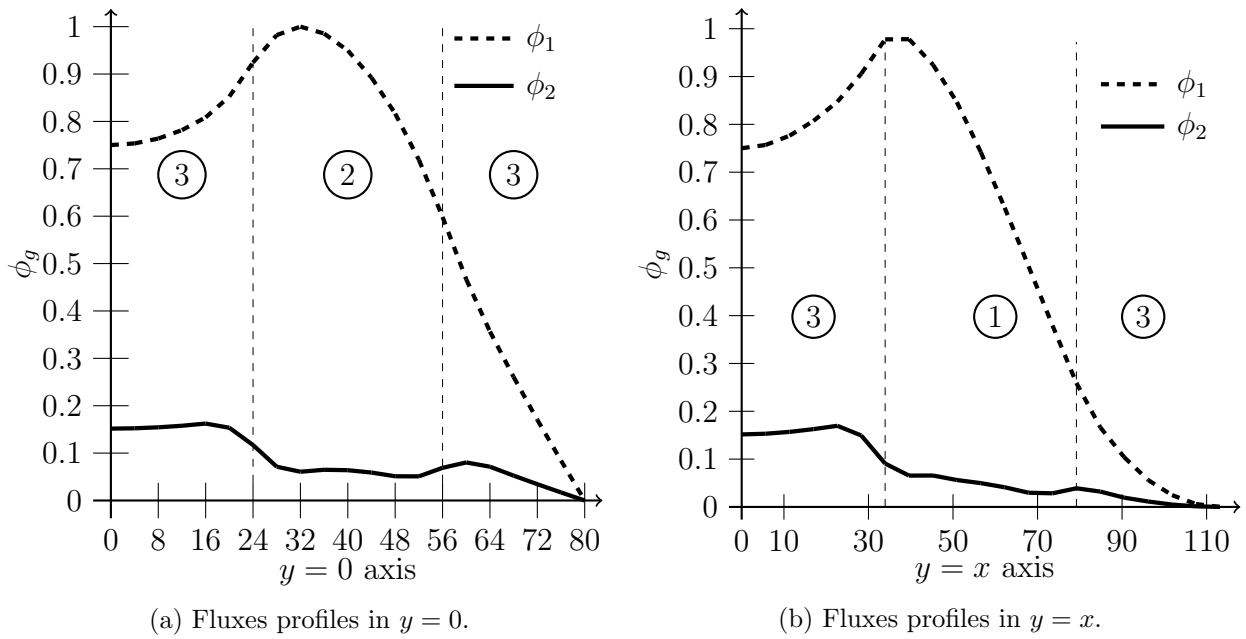 1
0.9
0.8
0.7
0.6
0.5
0.4
0.3
0.2
0.1
0
ϕg
ϕ1
ϕ2
3 2 3
0 8 16 24 32 40 48 56 64 72 80
y = 0 axis
(a) Fluxes profiles in y = 0.
1
0.9
0.8
0.7
0.6
0.5
0.4
0.3
0.2
0.1
0
ϕg
ϕ1
ϕ2
3 1 3
0 10 30 50 70 90 110
y = x axis
(b) Fluxes profiles in y = x.